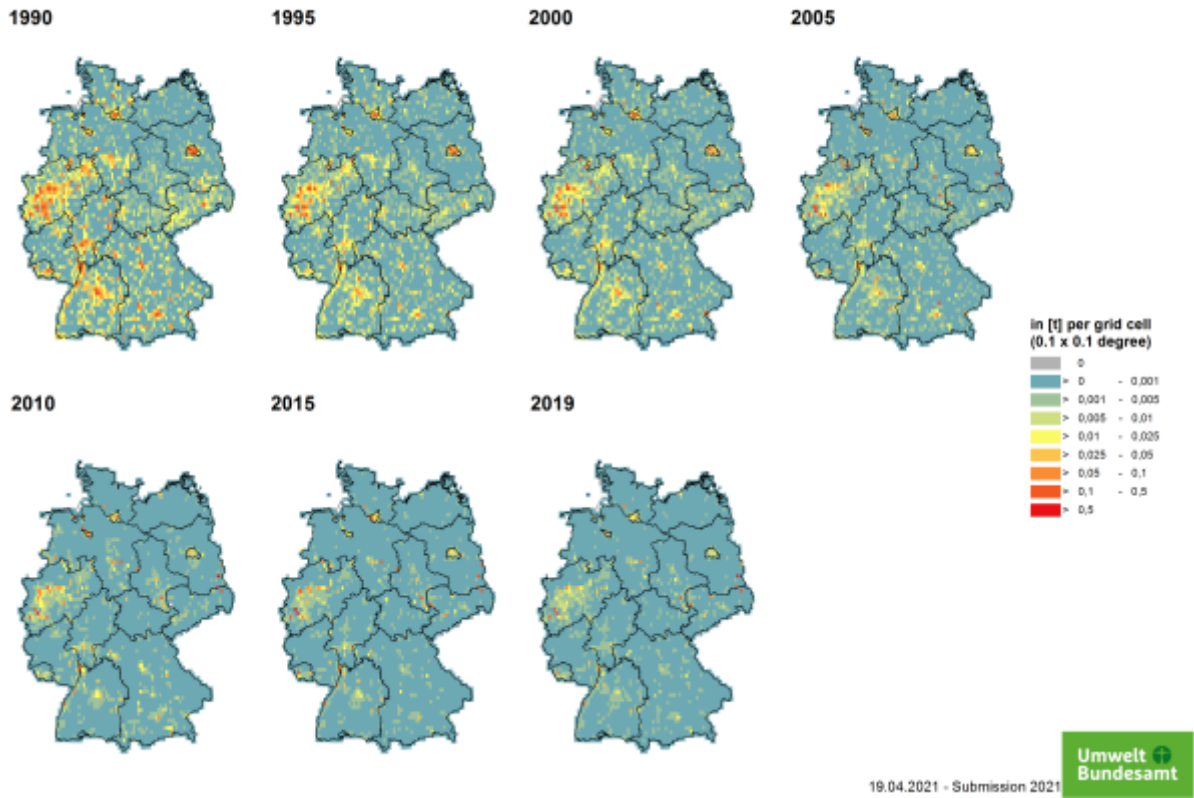 1990
1995
2000
2005
in [t] per grid cell
(0.1 x 0.1 degree)
0
> 0 - 0,001
> 0,001 - 0,005
> 0,005 - 0,01
> 0,01 - 0,025
> 0,025 - 0,05
> 0,05 - 0,1
> 0,1 - 0,5
> 0,5
2010
2015
2019
Umwelt
Bundesamt
19.04.2021 - Submission 2021